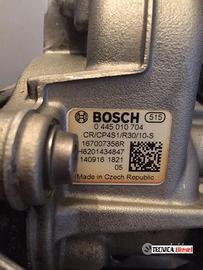 BOSCH 515
0 445 010 704
CR/CP4S1/R30/10-S
167007358R
H8201434847
140916 1821
05
Made in Czech Republic
TECNICA